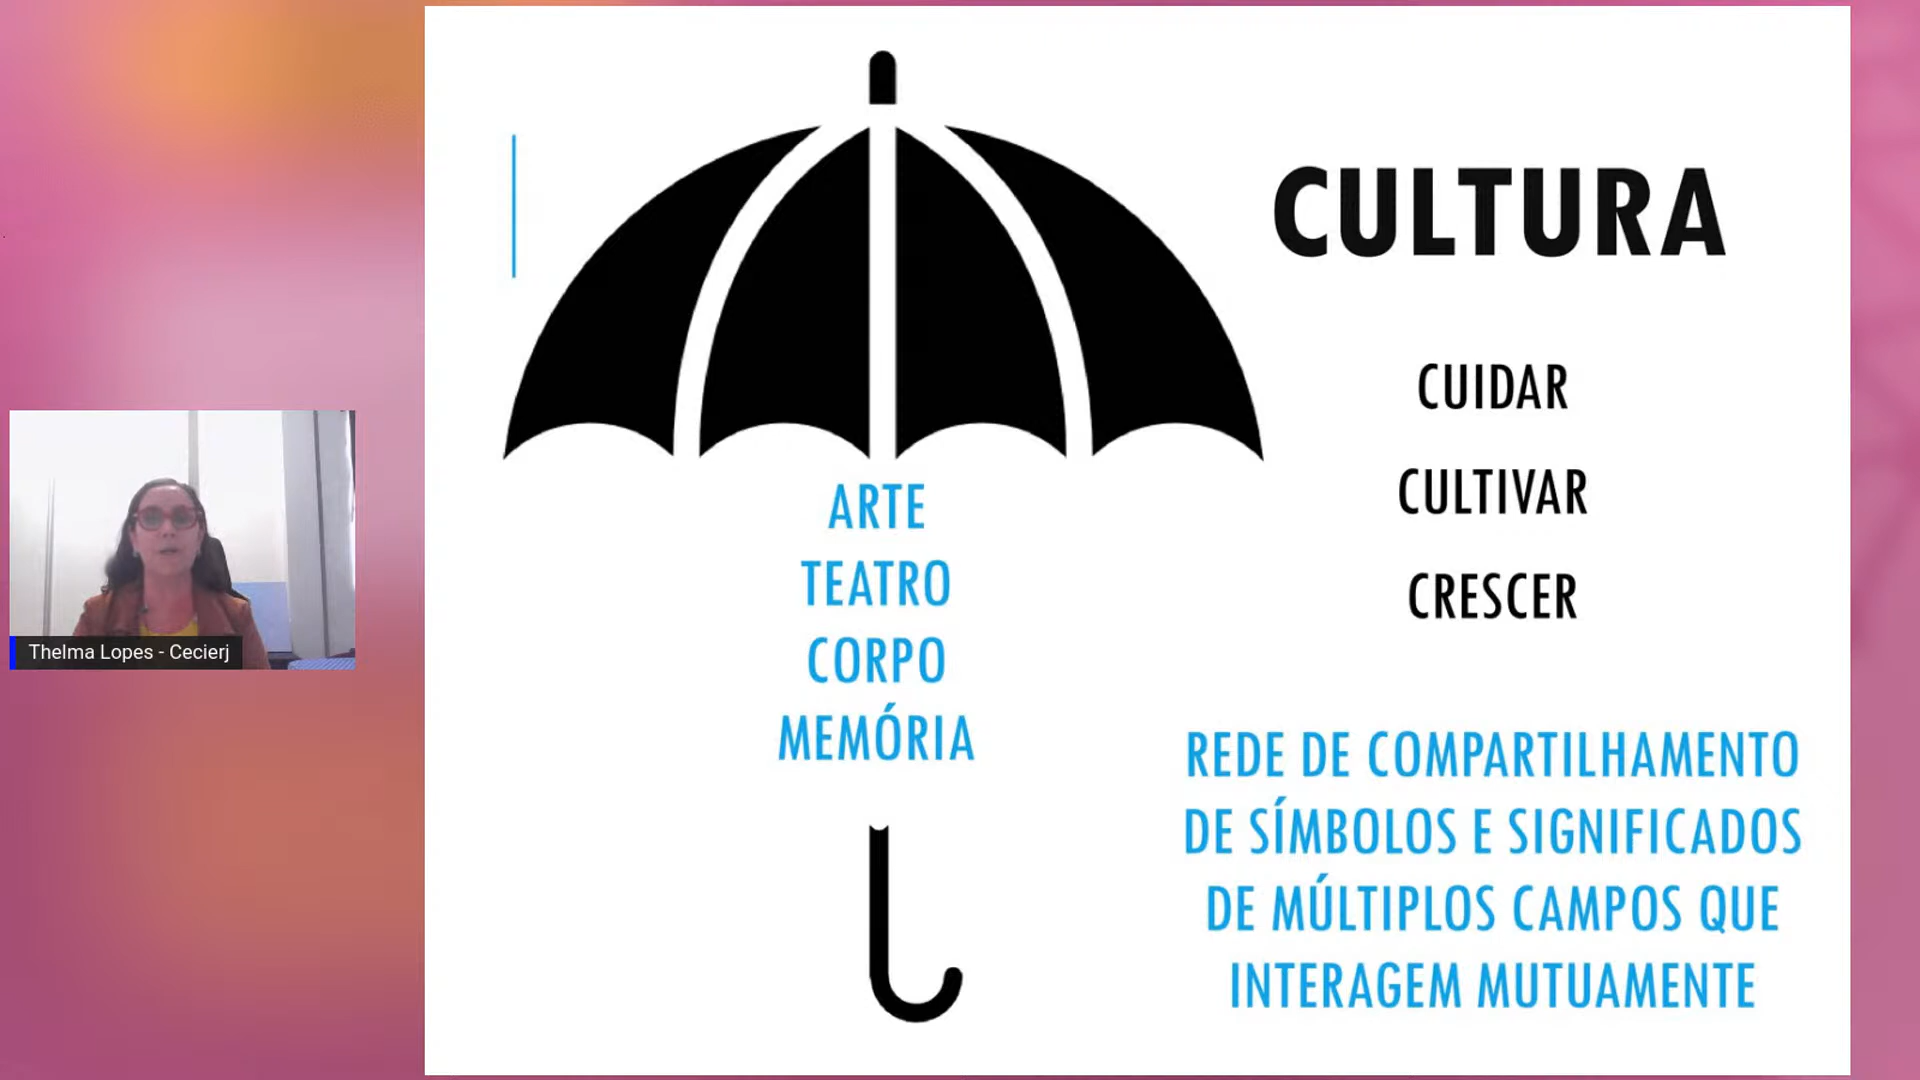 CULTURA
CUIDAR
CULTIVAR
CRESCER
ARTE
TEATRO
CORPO
MEMÓRIA
REDE DE COMPARTILHAMENTO
DE SÍMBOLOS E SIGNIFICADOS
DE MÚLTIPLOS CAMPOS QUE
INTERAGEM MUTUAMENTE
Thelma Lopes - Cecierj